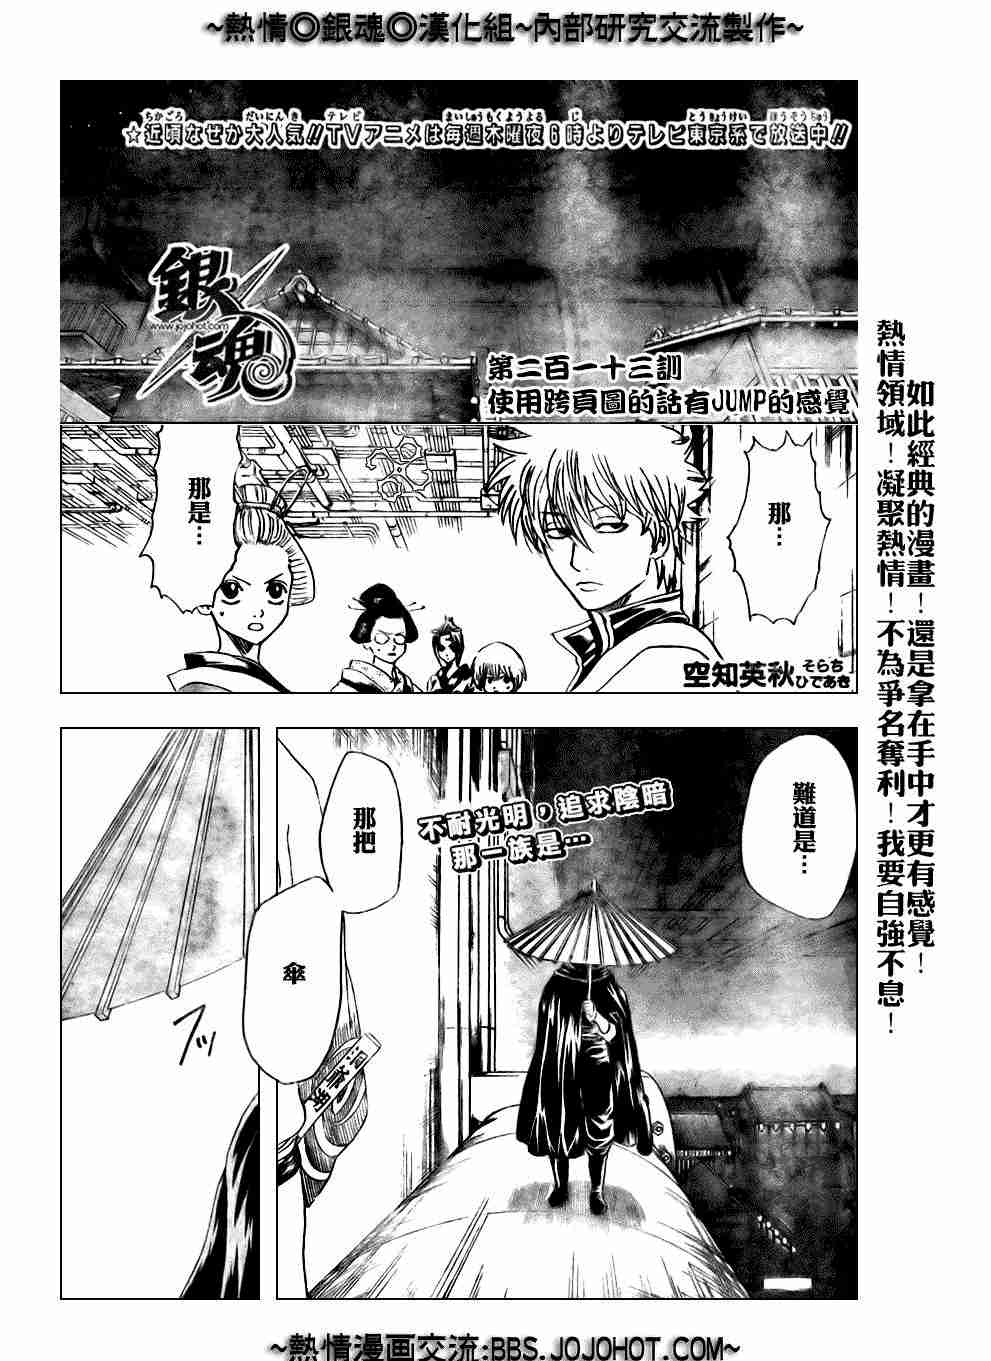 ~熱情◎銀魂◎漢化組~內部研究交流製作~
☆近頃なぜか大人気!!TVアニメは毎週木曜夜6時よりテレビ東京系で放送中!!
ちかごろ だいにんき テレビ まいしゅうもくようよる じ とうきょうけい ほうそうちゅう
銀魂
www.jojohot.com
第二百一十三訓
使用跨頁圖的話有JUMP的感覺
那…
那是…
空知英秋
そらち
ひであき
難道是…
不耐光明,追求陰暗
那一族是…
那把
傘
ブッ
如此經典的漫畫!還是拿在手中才更有感覺!
熱情領域!凝聚熱情!不為爭名奪利!我要自強不息!
~熱情漫画交流:BBS.JOJOHOT.COM~